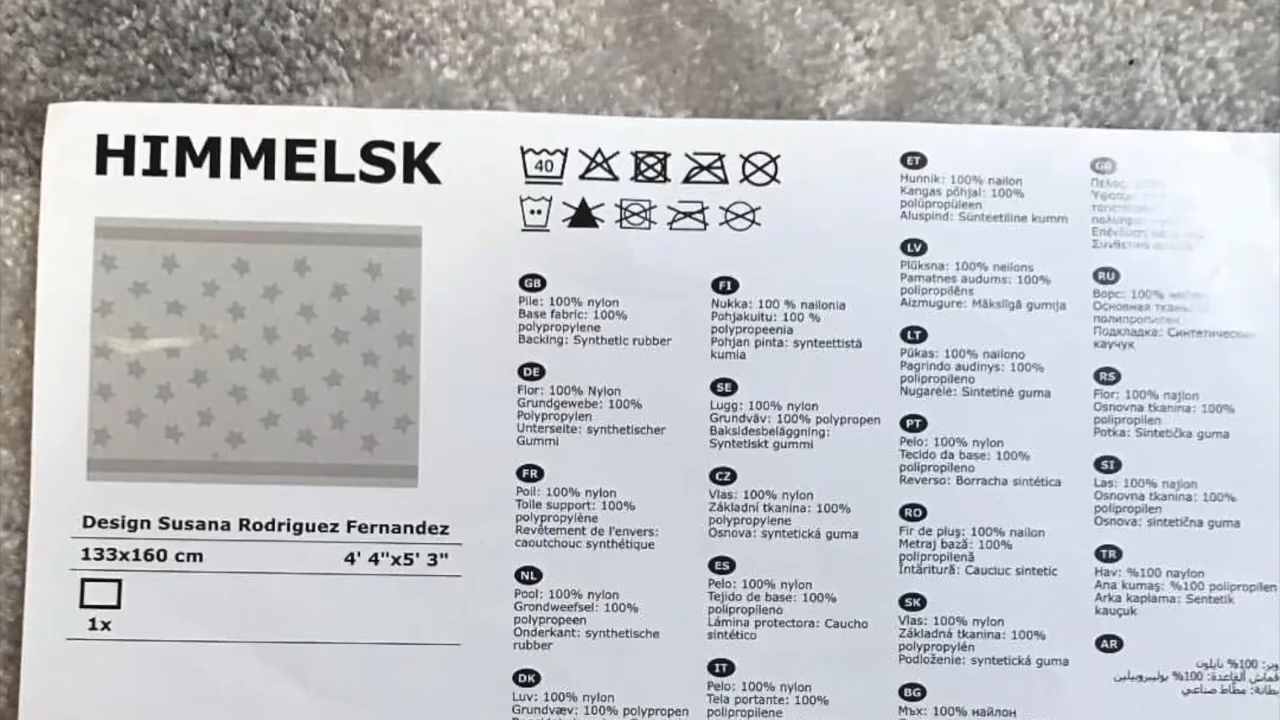 HIMMELSK
Design Susana Rodriguez Fernandez
133x160 cm
4' 4"x5' 3"
1x
40
GB
Pile: 100% nylon
Base fabric: 100%
polypropylene
Backing: Synthetic rubber
DE
Flor: 100% Nylon
Grundgewebe: 100%
Polypropylen
Unterseite: synthetischer
Gummi
FR
Poil: 100% nylon
Toile support: 100%
polypropylène
Revêtement de l'envers:
caoutchouc synthétique
NL
Pool: 100% nylon
Grondweefsel: 100%
polypropeen
Onderkant: synthetische
rubber
DK
Luv: 100% nylon
Grundvæv: 100% polypropen
FI
Nukka: 100 % nailonia
Pohjakuitu: 100 %
polypropeenia
Pohjan pinta: synteettistä
kumia
SE
Lugg: 100% nylon
Grundväv: 100% polypropen
Baksidesbeläggning:
Syntetiskt gummi
CZ
Vlas: 100% nylon
Základní tkanina: 100%
polypropylene
Osnova: syntetická guma
ES
Pelo: 100% nylon
Tejido de base: 100%
polipropileno
Lámina protectora: Caucho
sintético
IT
Pelo: 100% nylon
Tela portante: 100%
polipropilene
ET
Hunnik: 100% nailon
Kangas põhjal: 100%
polüpropüleen
Aluspind: Sünteetiline kumm
LV
Plūksna: 100% neilons
Pamatnes audums: 100%
polipropilēns
Aizmugure: Mākslīgā gumija
LT
Pūkas: 100% nailono
Pagrindo audinys: 100%
polipropileno
Nugarėlė: Sintetinė guma
PT
Pelo: 100% nylon
Tecido da base: 100%
polipropileno
Reverso: Borracha sintética
RO
Fir de pluş: 100% nailon
Metraj bază: 100%
polipropilenă
Întăritură: Cauciuc sintetic
SK
Vlas: 100% nylon
Základná tkanina: 100%
polypropylén
Podloženie: syntetická guma
BG
Мъх: 100% найлон
GR
Πέλος:
RU
Ворс: 100%
Основная
полипропилен
Подкладка: Синтетический
каучук
RS
Flor: 100% najlon
Osnovna tkanina: 100%
polipropilen
Potka: Sintetička guma
SI
Las: 100% najlon
Osnovna tkanina: 100%
polipropilen
Osnova: sintetična guma
TR
Hav: %100 naylon
Ana kumaş: %100 polipropilen
Arka kaplama: Sentetik
kauçuk
AR
وبر: 100% نايلون
قماش القاعدة: 100% بوليبروبيلين
بطانة: مطاط صناعي